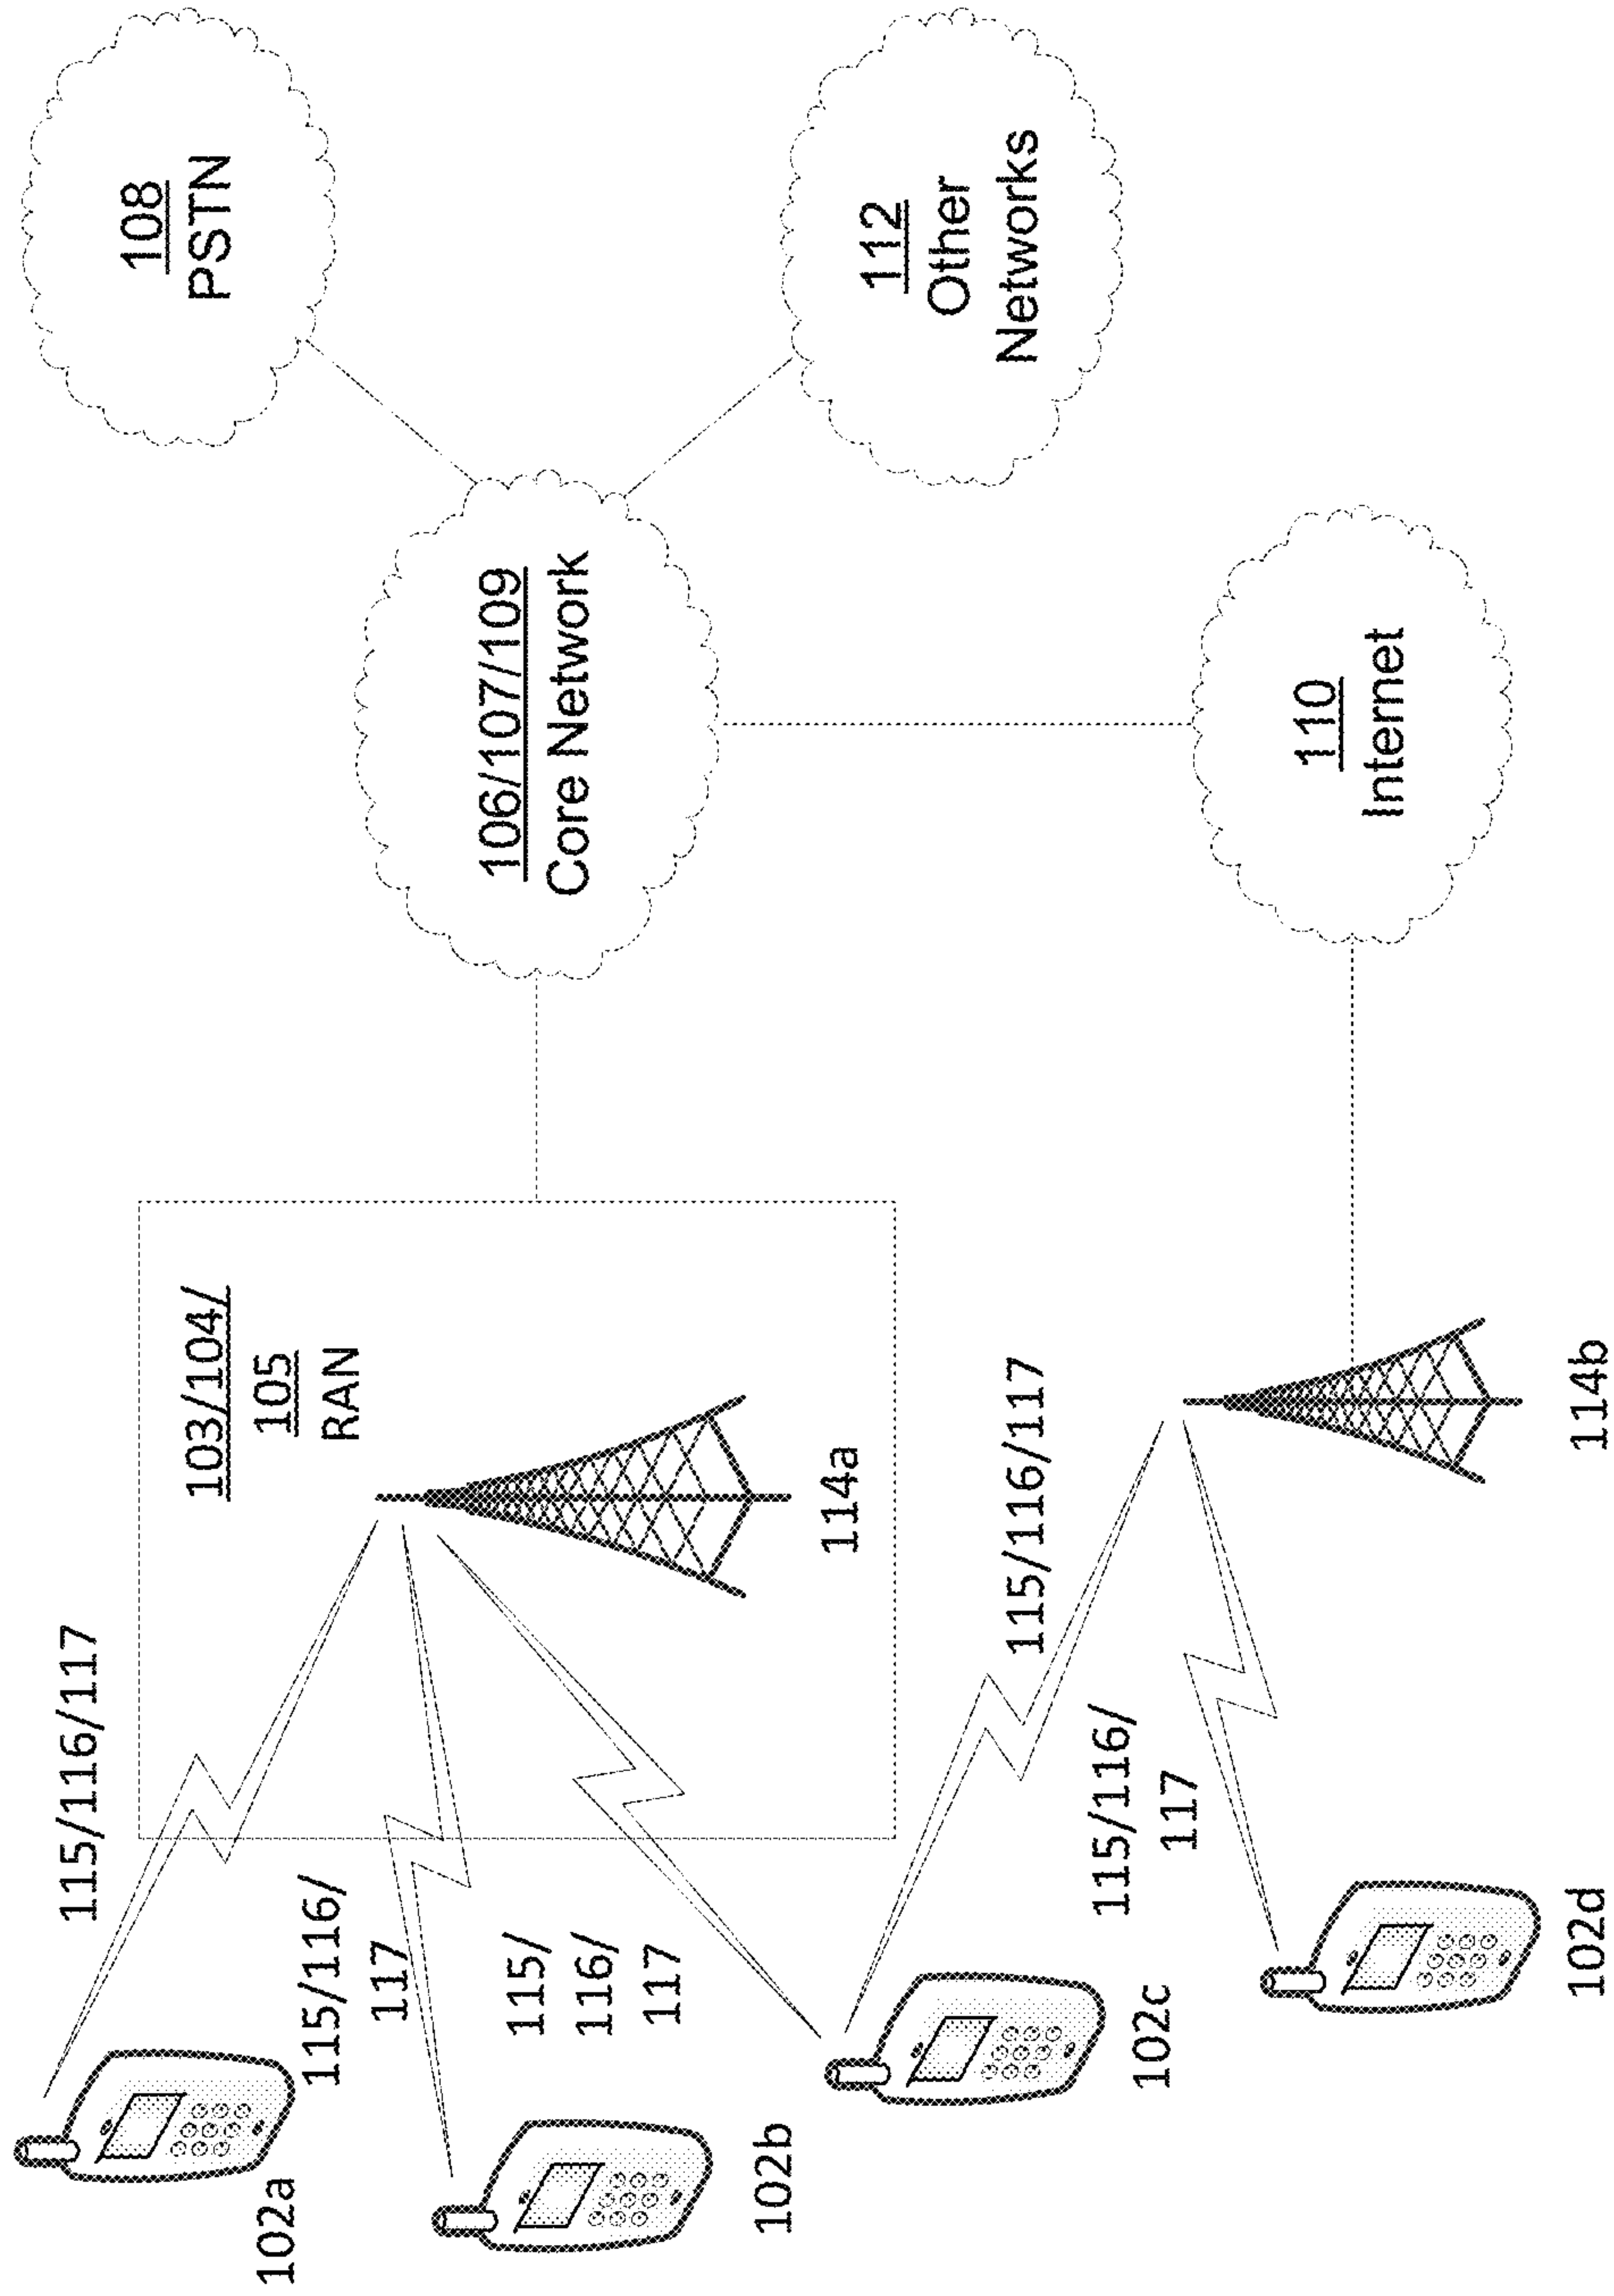 115/116/117
102a
115/116/
117
102b
115/
116/
117
102c
115/116/117
115/116/
117
102d
103/104/
105
RAN
114a
114b
106/107/109
Core Network
108
PSTN
112
Other
Networks
110
Internet